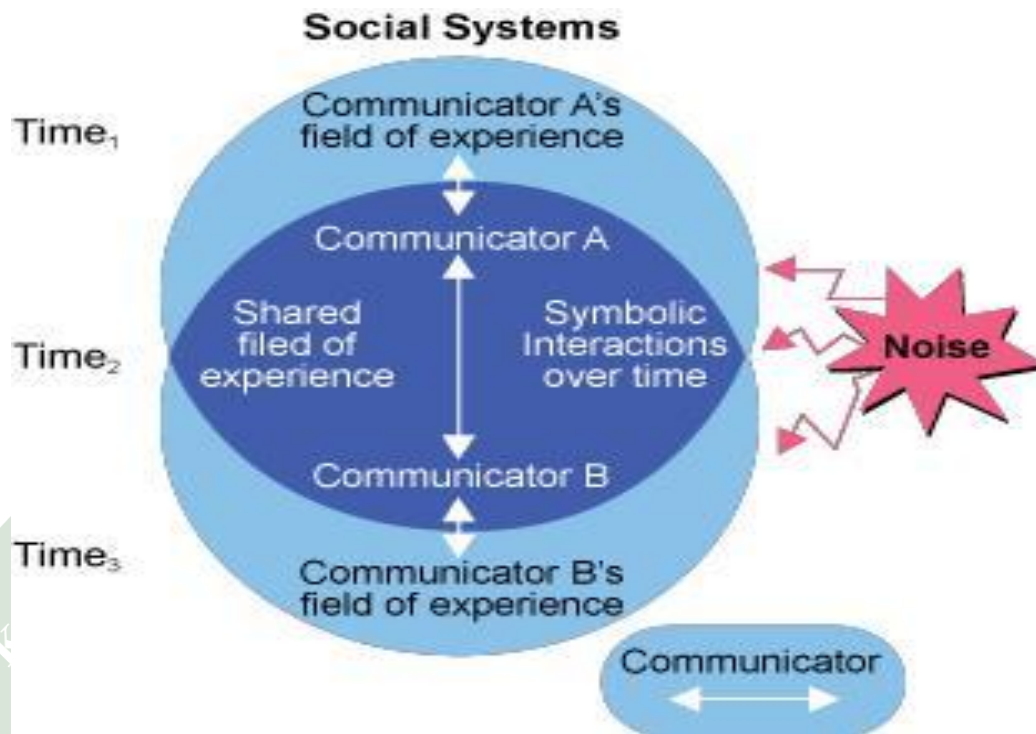 Social Systems
Time₁
Communicator A's
field of experience
Communicator A
Time₂
Shared
filed of
experience
Symbolic
Interactions
over time
Noise
Communicator B
Time₃
Communicator B's
field of experience
Communicator